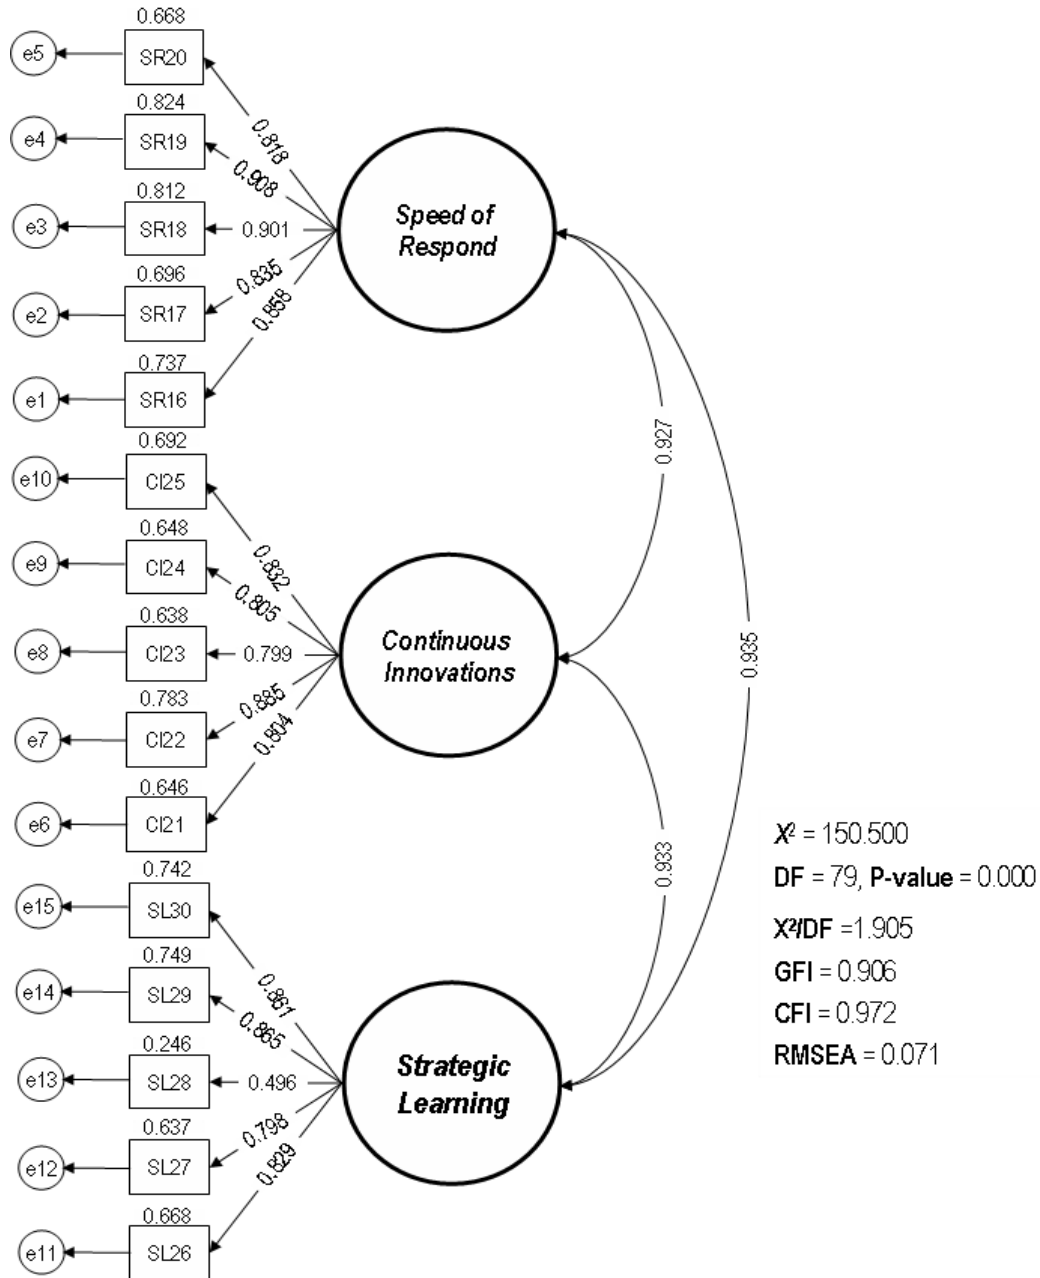 0.668
e5
SR20
0.818
0.824
e4
SR19
0.908
0.812
e3
SR18
0.901
Speed of
Respond
0.696
e2
SR17
0.835
0.737
e1
SR16
0.858
0.927
0.935
0.692
e10
CI25
0.832
0.648
e9
CI24
0.805
0.638
e8
CI23
0.799
Continuous
Innovations
0.783
e7
CI22
0.885
0.646
e6
CI21
0.804
0.933
0.742
e15
SL30
0.861
0.749
e14
SL29
0.865
0.246
e13
SL28
0.496
Strategic
Learning
0.637
e12
SL27
0.798
0.668
e11
SL26
0.829
X² = 150.500
DF = 79, P-value = 0.000
X²/DF =1.905
GFI = 0.906
CFI = 0.972
RMSEA = 0.071